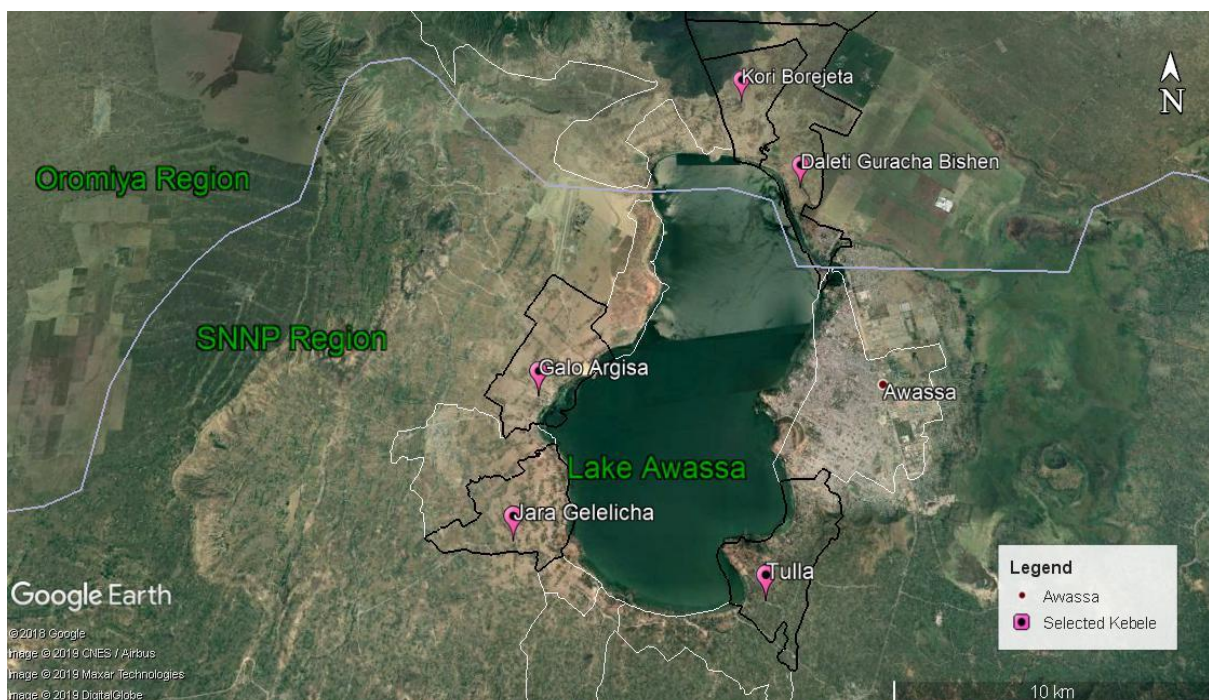 Kori Borejeta
N
Daleti Guracha Bishen
Oromiya Region
SNNP Region
Galo Argisa
Awassa
Lake Awassa
Jara Gelelicha
Tulla
Legend
Awassa
Selected Kebele
Google Earth
©2018 Google
Image © 2019 CNES / Airbus
Image © 2019 Maxar Technologies
Image © 2019 DigitalGlobe
10 km